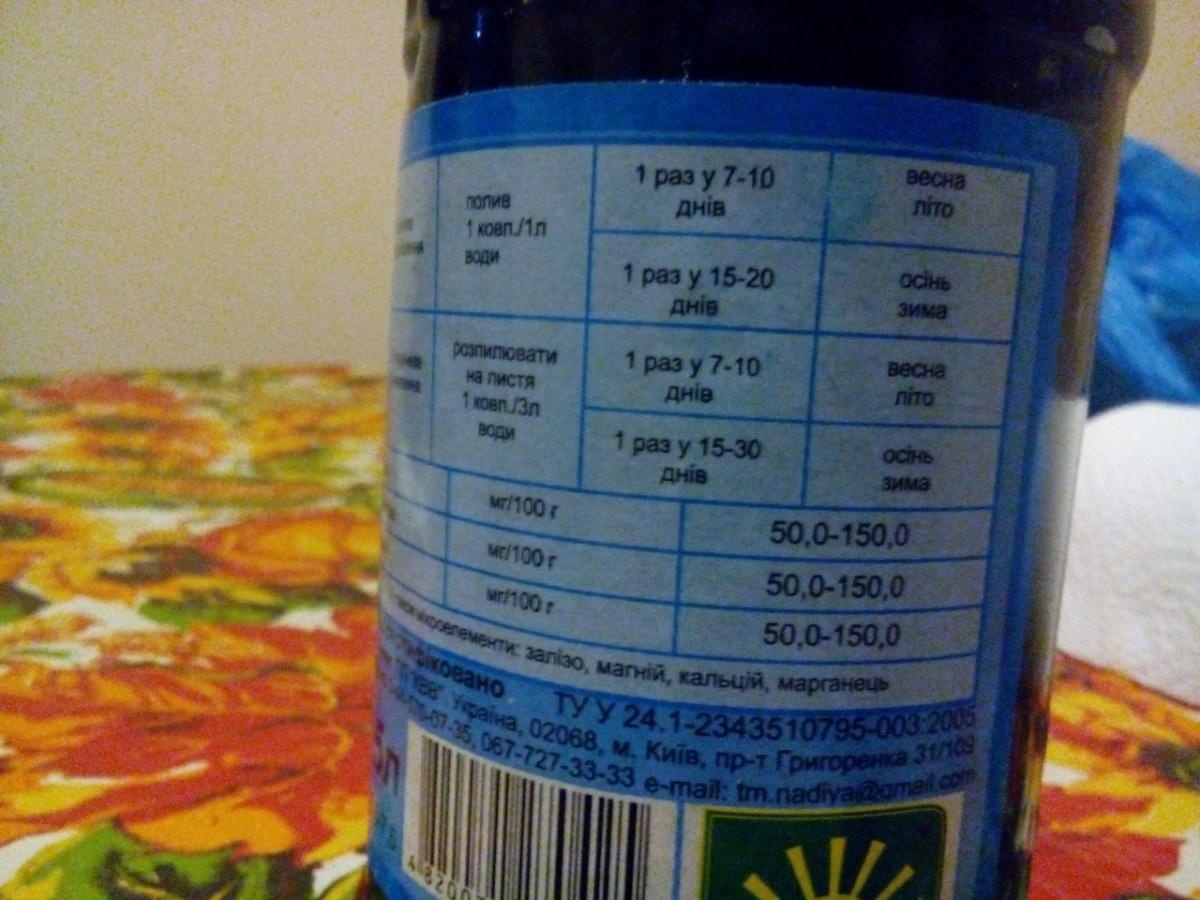 полив
1 ковп./1л
води
1 раз у 7-10
днів
весна
літо
1 раз у 15-20
днів
осінь
зима
розпилювати
на листя
1 ковп./3л
води
1 раз у 7-10
днів
весна
літо
1 раз у 15-30
днів
осінь
зима
мг/100 г 50,0-150,0
мг/100 г 50,0-150,0
мг/100 г 50,0-150,0
мікроелементи: залізо, магній, кальцій, марганець
ТУ У 24.1-2343510795-003:2005
Україна, 02068, м. Київ, пр-т Григоренка 31/109
067-727-33-33 e-mail: tm.nadiya@gmail.com